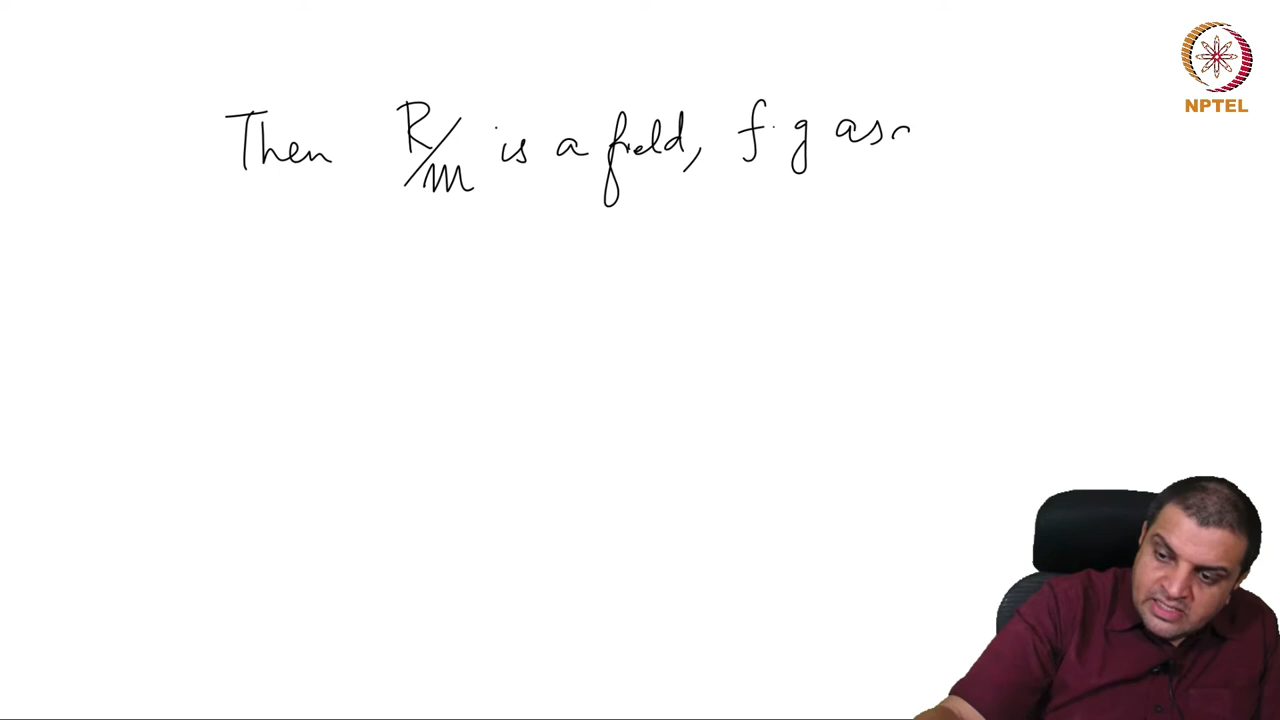 Then R/m is a field, f.g as
NPTEL